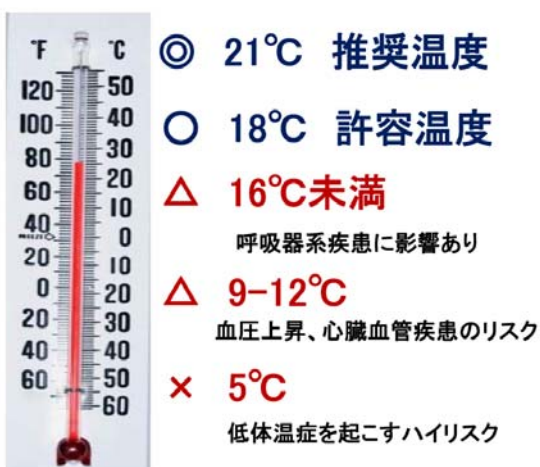 °F °C
120 50
100 40
80 30
60 20
40 10
0
20 10
0 20
20 30
40 40
60 50
60
◎ 21℃ 推奨温度
○ 18℃ 許容温度
△ 16℃未満
呼吸器系疾患に影響あり
△ 9-12℃
血圧上昇、心臓血管疾患のリスク
× 5℃
低体温症を起こすハイリスク